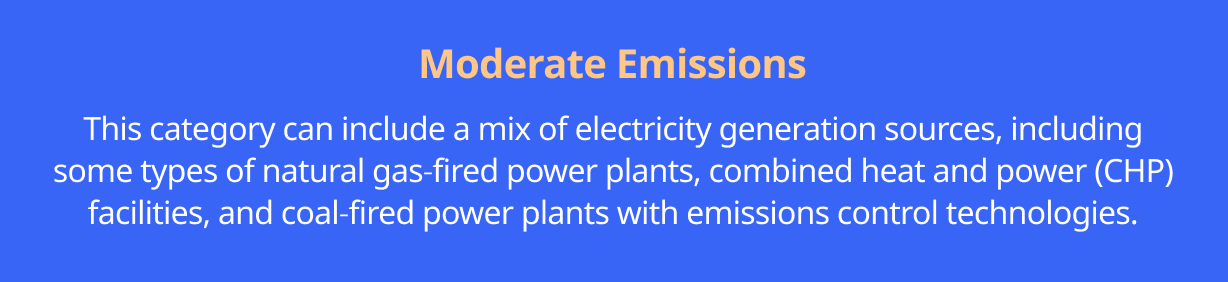 Moderate Emissions
This category can include a mix of electricity generation sources, including
some types of natural gas-fired power plants, combined heat and power (CHP)
facilities, and coal-fired power plants with emissions control technologies.